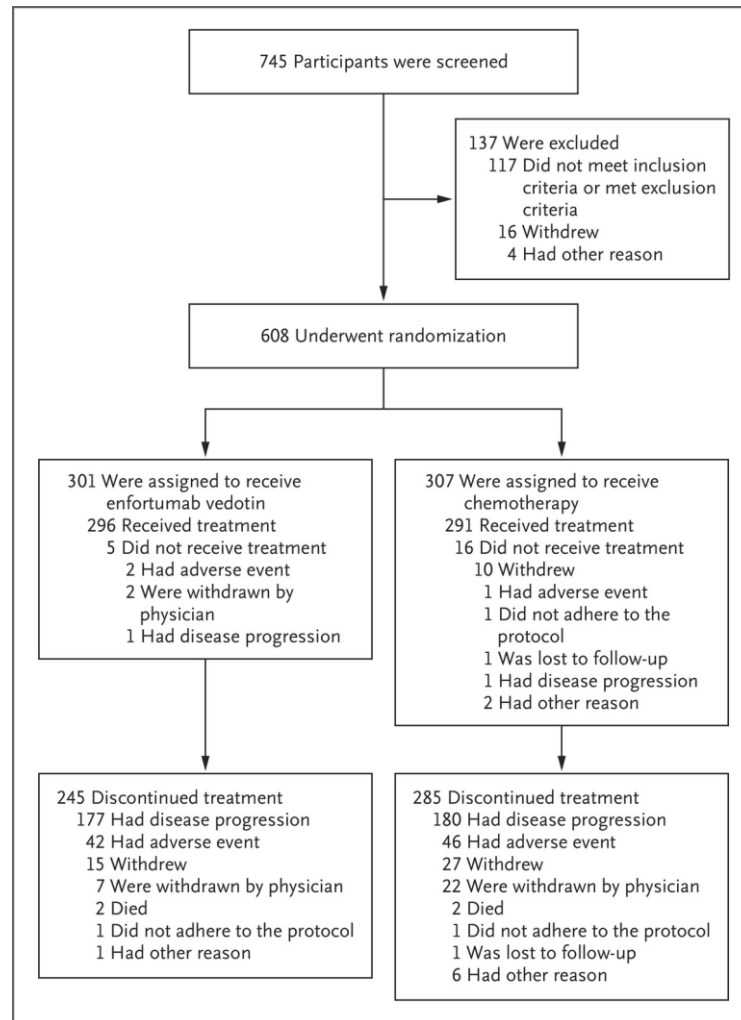 745 Participants were screened
137 Were excluded
117 Did not meet inclusion
criteria or met exclusion
criteria
16 Withdrew
4 Had other reason
608 Underwent randomization
301 Were assigned to receive
enfortumab vedotin
296 Received treatment
5 Did not receive treatment
2 Had adverse event
2 Were withdrawn by
physician
1 Had disease progression
307 Were assigned to receive
chemotherapy
291 Received treatment
16 Did not receive treatment
10 Withdrew
1 Had adverse event
1 Did not adhere to the
protocol
1 Was lost to follow-up
1 Had disease progression
2 Had other reason
245 Discontinued treatment
177 Had disease progression
42 Had adverse event
15 Withdrew
7 Were withdrawn by physician
2 Died
1 Did not adhere to the protocol
1 Had other reason
285 Discontinued treatment
180 Had disease progression
46 Had adverse event
27 Withdrew
22 Were withdrawn by physician
2 Died
1 Did not adhere to the protocol
1 Was lost to follow-up
6 Had other reason